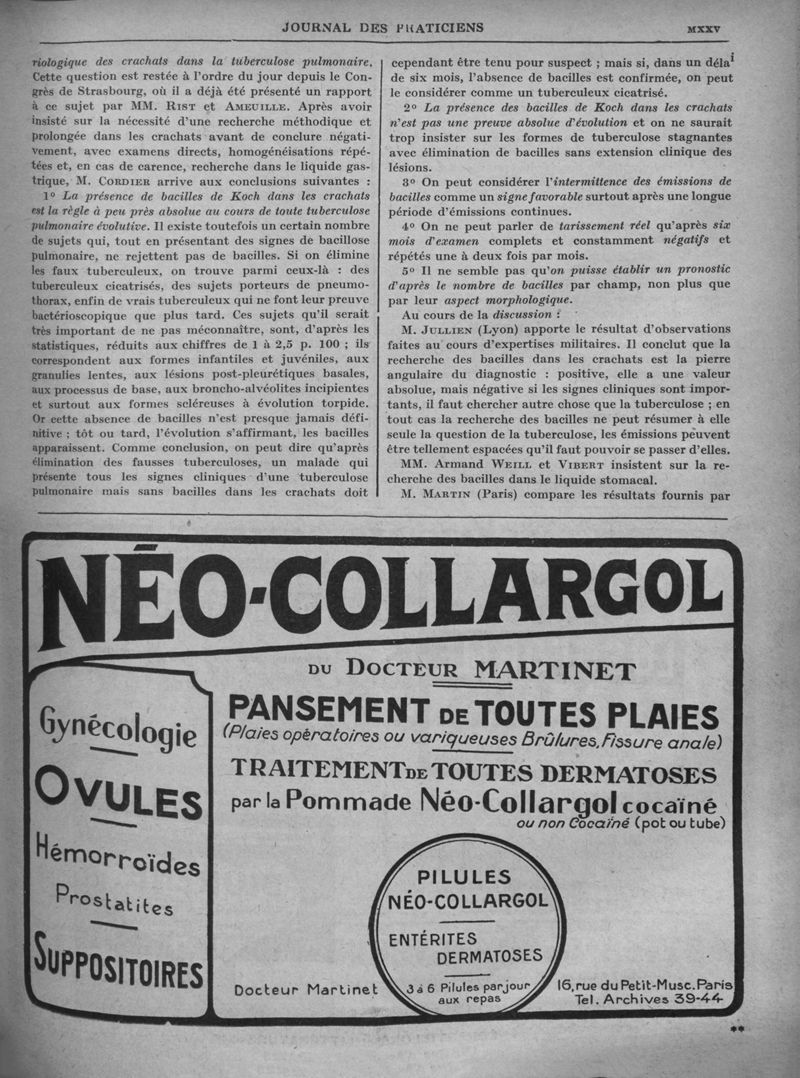 JOURNAL DES PRATICIENS
MXXV
riologique des crachats dans la tuberculose pulmonaire.
Cette question est restée à l'ordre du jour depuis le Con-
grès de Strasbourg, où il a déjà été présenté un rapport
à ce sujet par MM. RIST et AMEUILLE. Après avoir
insisté sur la nécessité d'une recherche méthodique et
prolongée dans les crachats avant de conclure négati-
vement, avec examens directs, homogénéisations répé-
tées et, en cas de carence, recherche dans le liquide gas-
trique, M. CORDIER arrive aux conclusions suivantes :
1º La présence de bacilles de Koch dans les crachats
est la règle à peu près absolue au cours de toute tuberculose
pulmonaire évolutive. Il existe toutefois un certain nombre
de sujets qui, tout en présentant des signes de bacillose
pulmonaire, ne rejettent pas de bacilles. Si on élimine
les faux tuberculeux, on trouve parmi ceux-là : des
tuberculeux cicatrisés, des sujets porteurs de pneumo-
thorax, enfin de vrais tuberculeux qui ne font leur preuve
bactérioscopique que plus tard. Ces sujets qu'il serait
très important de ne pas méconnaître, sont, d'après les
statistiques, réduits aux chiffres de 1 à 2,5 p. 100 ; ils
correspondent aux formes infantiles et juvéniles, aux
granulies lentes, aux lésions post-pleurétiques basales,
aux processus de base, aux broncho-alvéolites incipientes
et surtout aux formes scléreuses à évolution torpide.
Or cette absence de bacilles n'est presque jamais défi-
nitive ; tôt ou tard, l'évolution s'affirmant, les bacilles
apparaissent. Comme conclusion, on peut dire qu'après
élimination des fausses tuberculoses, un malade qui
présente tous les signes cliniques d'une tuberculose
pulmonaire mais sans bacilles dans les crachats doit
cependant être tenu pour suspect ; mais si, dans un délai
de six mois, l'absence de bacilles est confirmée, on peut
le considérer comme un tuberculeux cicatrisé.
2º La présence des bacilles de Koch dans les crachats
n'est pas une preuve absolue d'évolution et on ne saurait
trop insister sur les formes de tuberculose stagnantes
avec élimination de bacilles sans extension clinique des
lésions.
3º On peut considérer l'intermittence des émissions de
bacilles comme un signe favorable surtout après une longue
période d'émissions continues.
4º On ne peut parler de tarissement réel qu'après six
mois d'examen complets et constamment négatifs et
répétés une à deux fois par mois.
5º Il ne semble pas qu'on puisse établir un pronostic
d'après le nombre de bacilles par champ, non plus que
par leur aspect morphologique.
Au cours de la discussion :
M. JULLIEN (Lyon) apporte le résultat d'observations
faites au cours d'expertises militaires. Il conclut que la
recherche des bacilles dans les crachats est la pierre
angulaire du diagnostic : positive, elle a une valeur
absolue, mais négative si les signes cliniques sont impor-
tants, il faut chercher autre chose que la tuberculose ; en
tout cas la recherche des bacilles ne peut résumer à elle
seule la question de la tuberculose, les émissions peuvent
être tellement espacées qu'il faut pouvoir se passer d'elles.
MM. Armand WEILL et VIBERT insistent sur la re-
cherche des bacilles dans le liquide stomacal.
M. MARTIN (Paris) compare les résultats fournis par
NÉO-COLLARGOL
DU DOCTEUR MARTINET
Gynécologie
OVULES
Hémorroïdes
Prostatites
SUPPOSITOIRES
PANSEMENT DE TOUTES PLAIES
(Plaies opératoires ou variqueuses Brûlures, Fissure anale)
TRAITEMENT DE TOUTES DERMATOSES
par la Pommade Néo-Collargol cocaïné
ou non Cocaïné (pot ou tube)
PILULES
NÉO-COLLARGOL
ENTÉRITES
DERMATOSES
3 à 6 Pilules par jour
aux repas
Docteur Martinet
16, rue du Petit-Musc. Paris
Tel. Archives 39-44
**